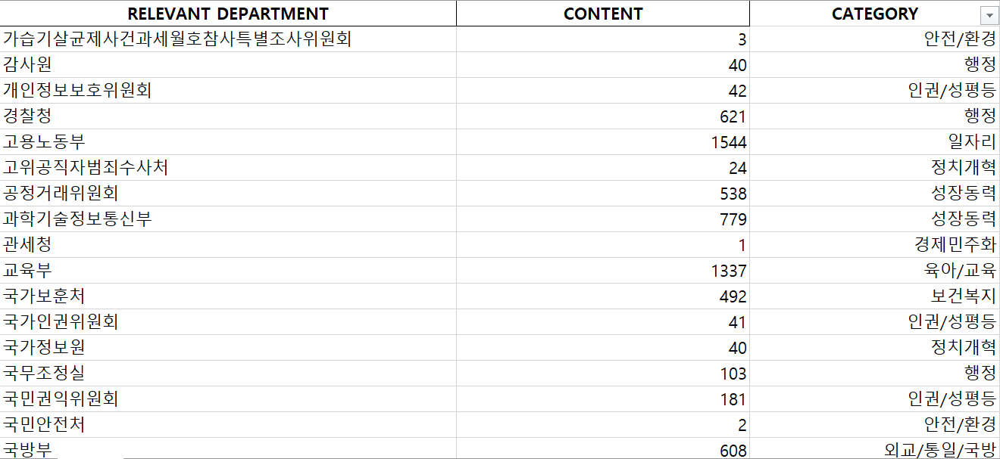 RELEVANT DEPARTMENT CONTENT CATEGORY
가습기살균제사건과세월호참사특별조사위원회 3 안전/환경
감사원 40 행정
개인정보보호위원회 42 인권/성평등
경찰청 621 행정
고용노동부 1544 일자리
고위공직자범죄수사처 24 정치개혁
공정거래위원회 538 성장동력
과학기술정보통신부 779 성장동력
관세청 1 경제민주화
교육부 1337 육아/교육
국가보훈처 492 보건복지
국가인권위원회 41 인권/성평등
국가정보원 40 정치개혁
국무조정실 103 행정
국민권익위원회 181 인권/성평등
국민안전처 2 안전/환경
국방부 608 외교/통일/국방